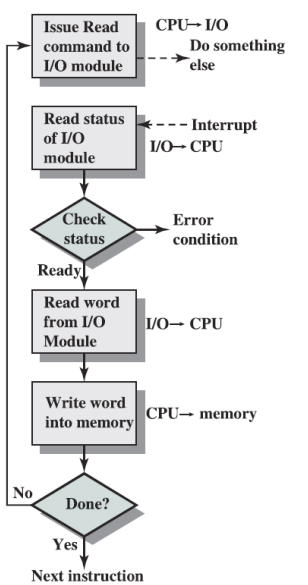 Issue Read
command to
I/O module
CPU→ I/O
Do something
else
Read status
of I/O
module
Interrupt
I/O→ CPU
Check
status
Error
condition
Ready
Read word
from I/O
Module
I/O→ CPU
Write word
into memory
CPU→ memory
No
Done?
Yes
Next instruction